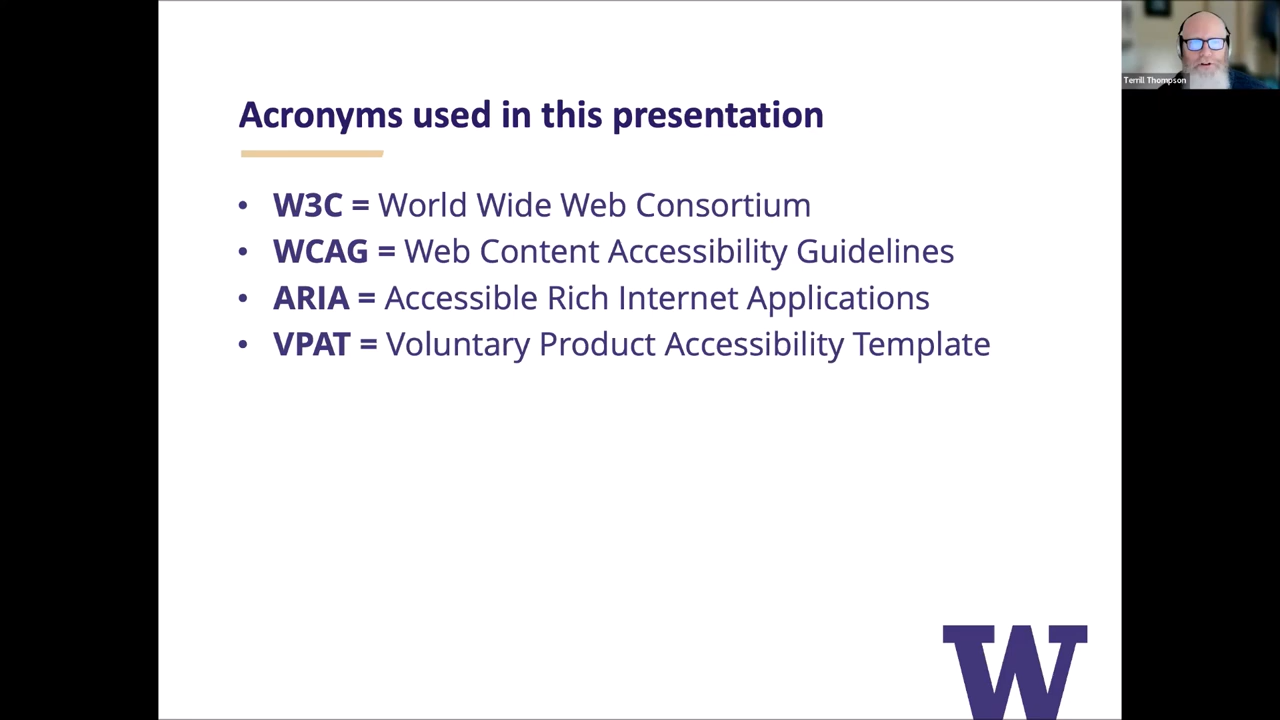 Acronyms used in this presentation
• W3C = World Wide Web Consortium
• WCAG = Web Content Accessibility Guidelines
• ARIA = Accessible Rich Internet Applications
• VPAT = Voluntary Product Accessibility Template
Terrill Thompson
W